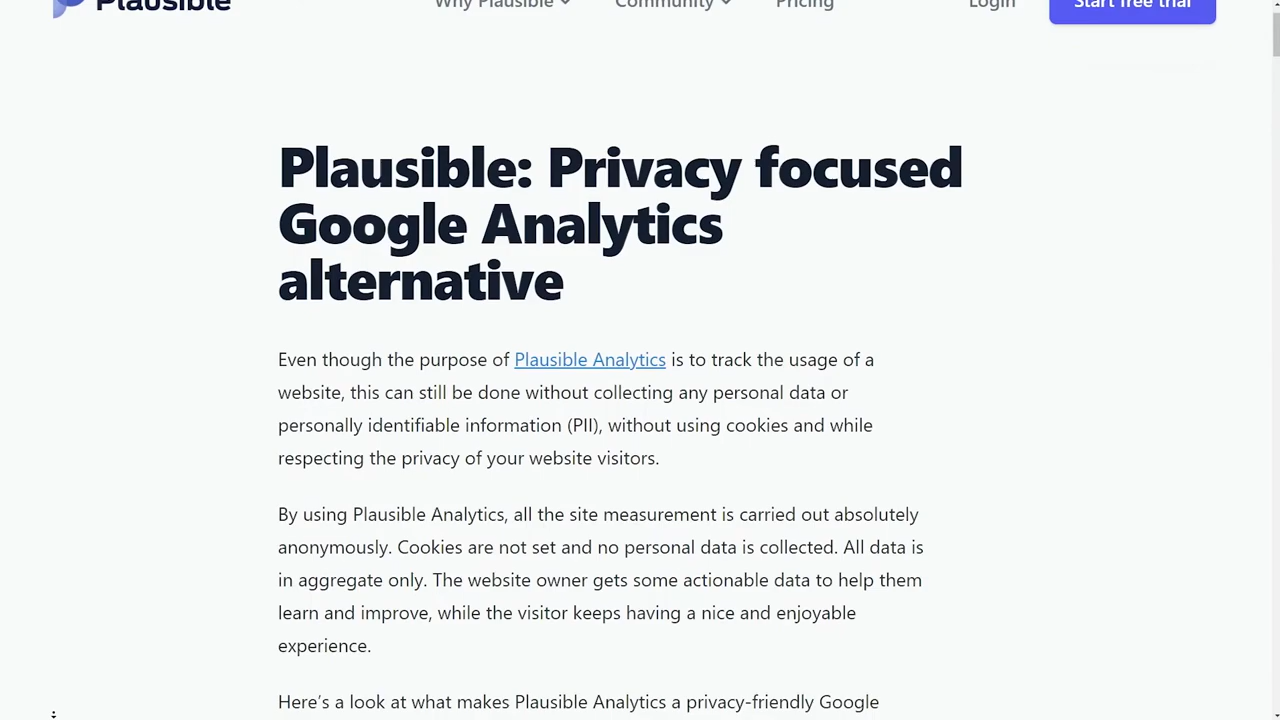 Plausible
Why Plausible
Community
Pricing
Login
Start free trial
Plausible: Privacy focused
Google Analytics
alternative
Even though the purpose of Plausible Analytics is to track the usage of a
website, this can still be done without collecting any personal data or
personally identifiable information (PII), without using cookies and while
respecting the privacy of your website visitors.
By using Plausible Analytics, all the site measurement is carried out absolutely
anonymously. Cookies are not set and no personal data is collected. All data is
in aggregate only. The website owner gets some actionable data to help them
learn and improve, while the visitor keeps having a nice and enjoyable
experience.
Here’s a look at what makes Plausible Analytics a privacy-friendly Google